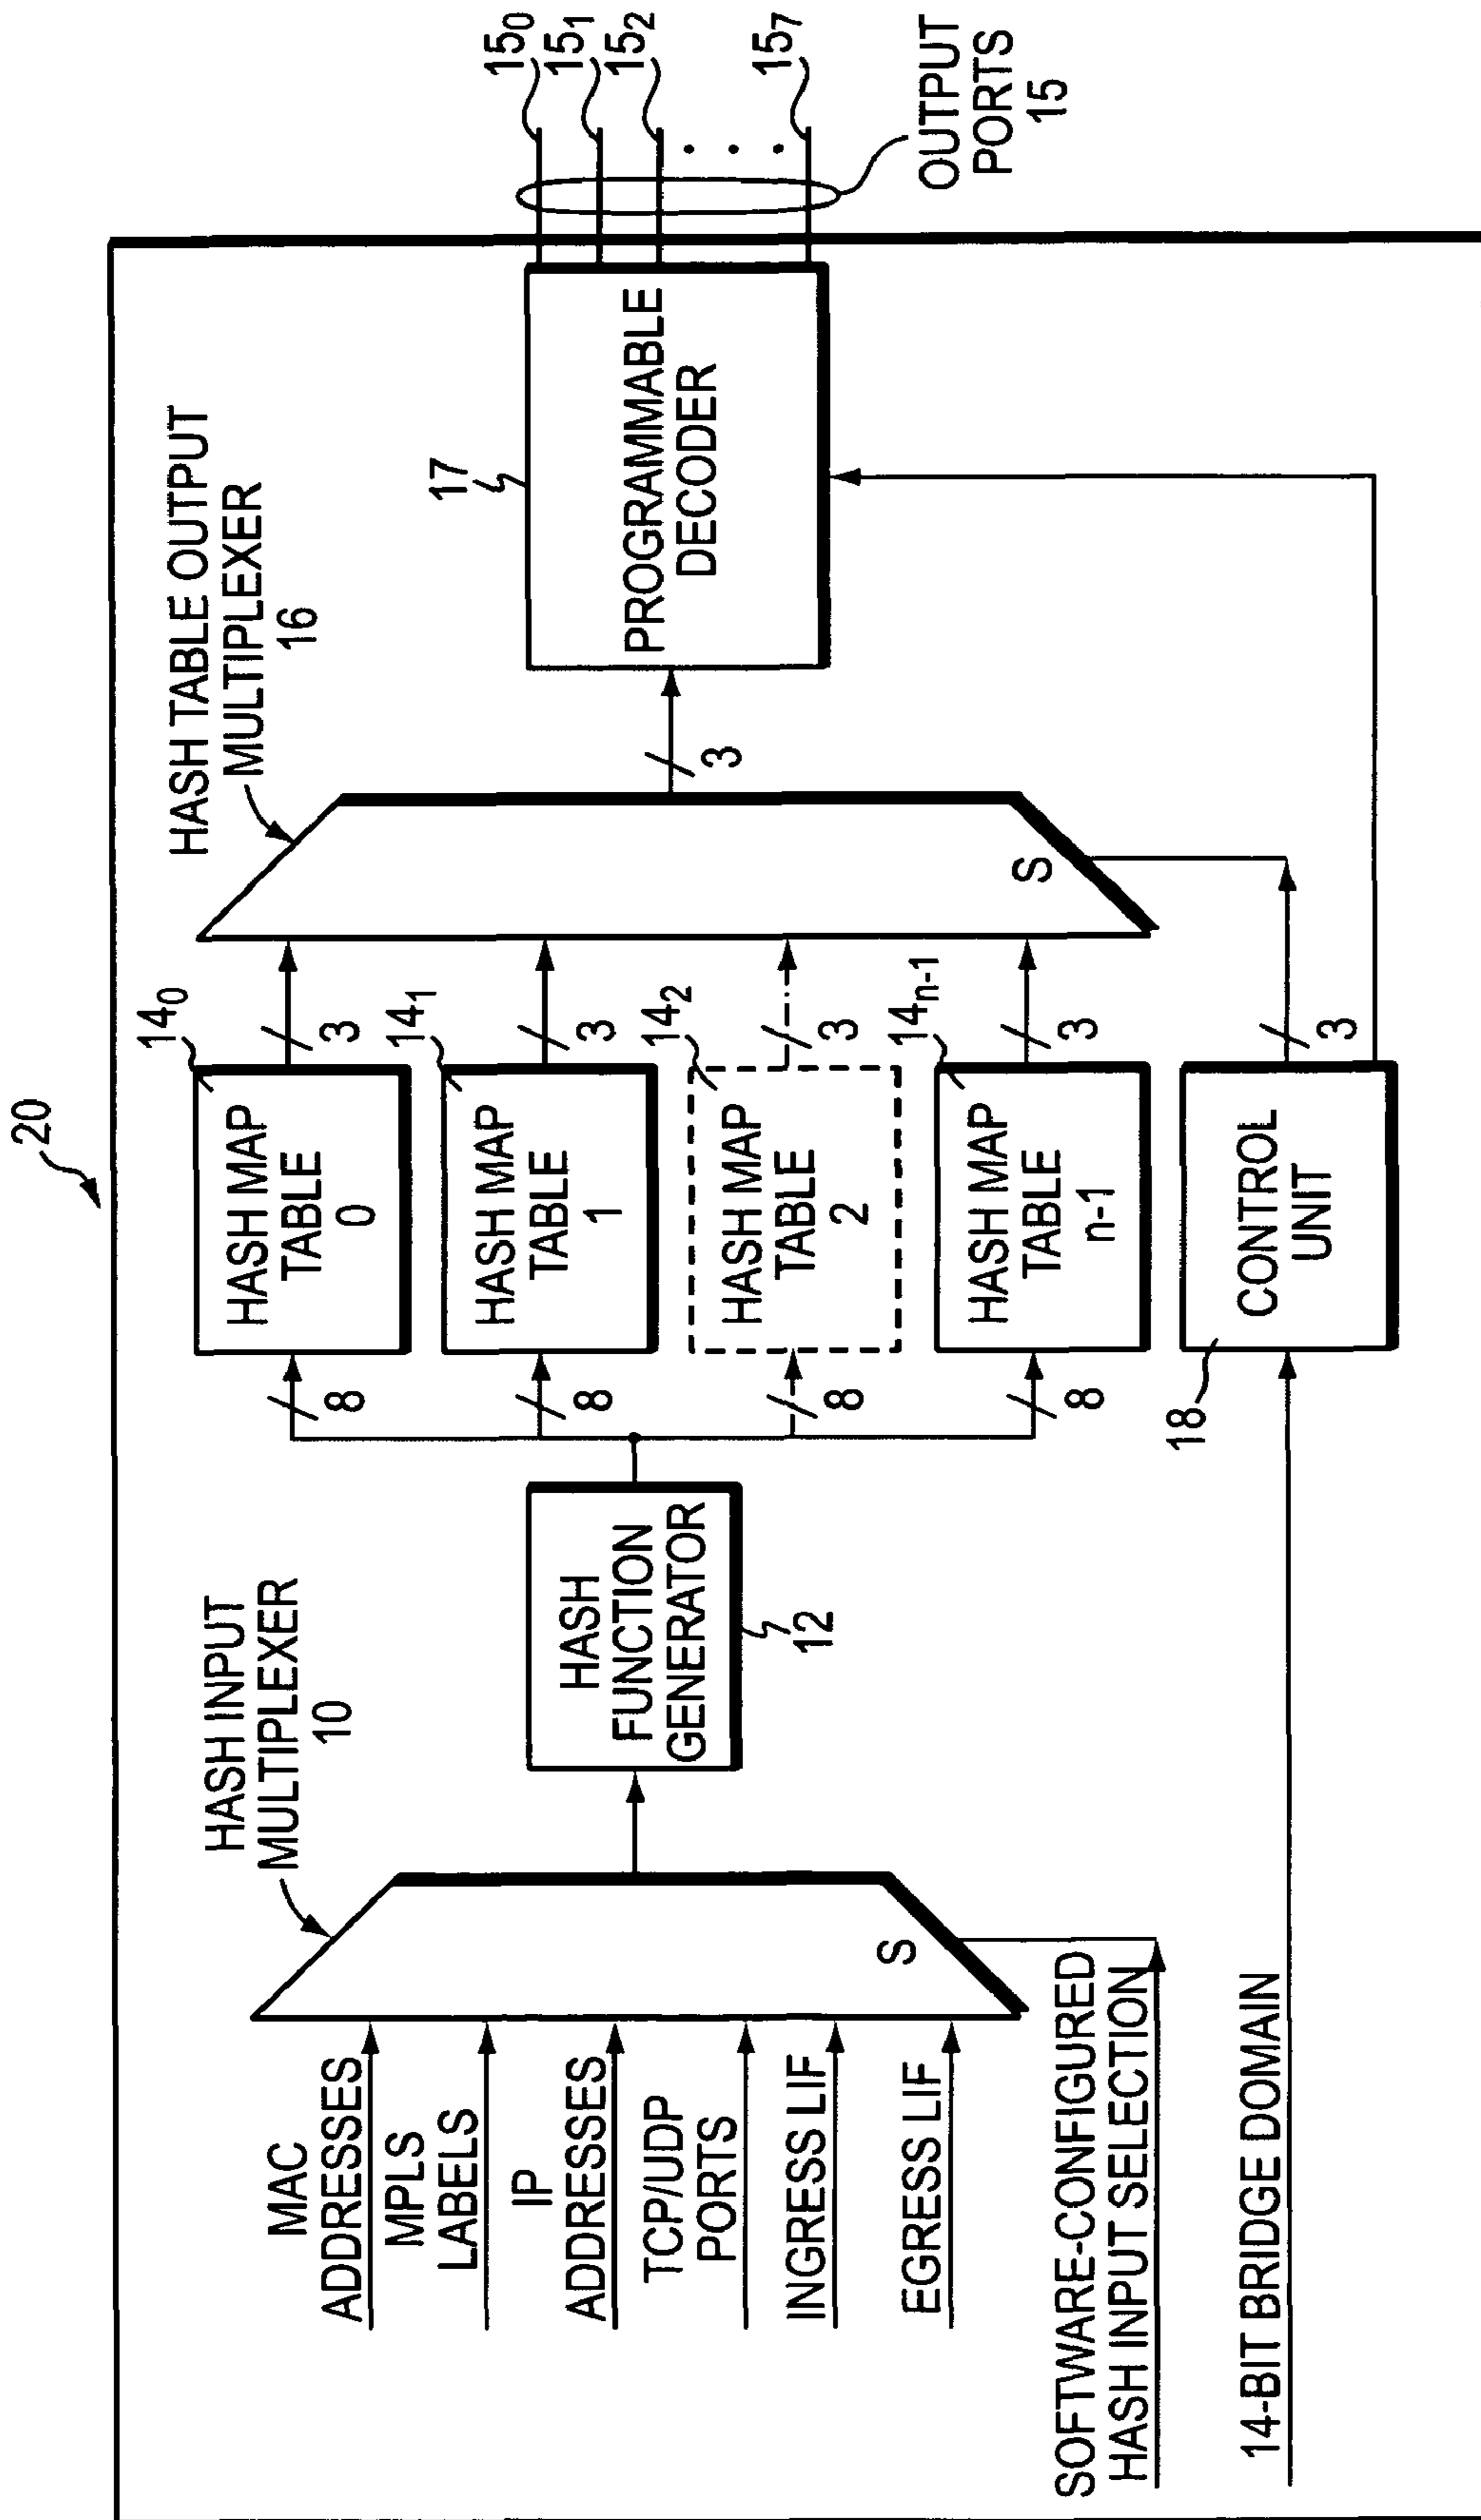 20
HASH INPUT
MULTIPLEXER
10
MAC
ADDRESSES
MPLS
LABELS
IP
ADDRESSES
TCP/UDP
PORTS
INGRESS LIF
EGRESS LIF
S
SOFTWARE-CONFIGURED
HASH INPUT SELECTION
14-BIT BRIDGE DOMAIN
HASH
FUNCTION
GENERATOR
12
8
8
8
8
HASH MAP
TABLE
0
14₀
3
HASH MAP
TABLE
1
14₁
3
HASH MAP
TABLE
2
14₂
3
HASH MAP
TABLE
n-1
14ₙ₋₁
3
CONTROL
UNIT
18
3
HASH TABLE OUTPUT
MULTIPLEXER
16
S
3
PROGRAMMABLE
DECODER
17
15₀
15₁
15₂
15₇
OUTPUT
PORTS
15